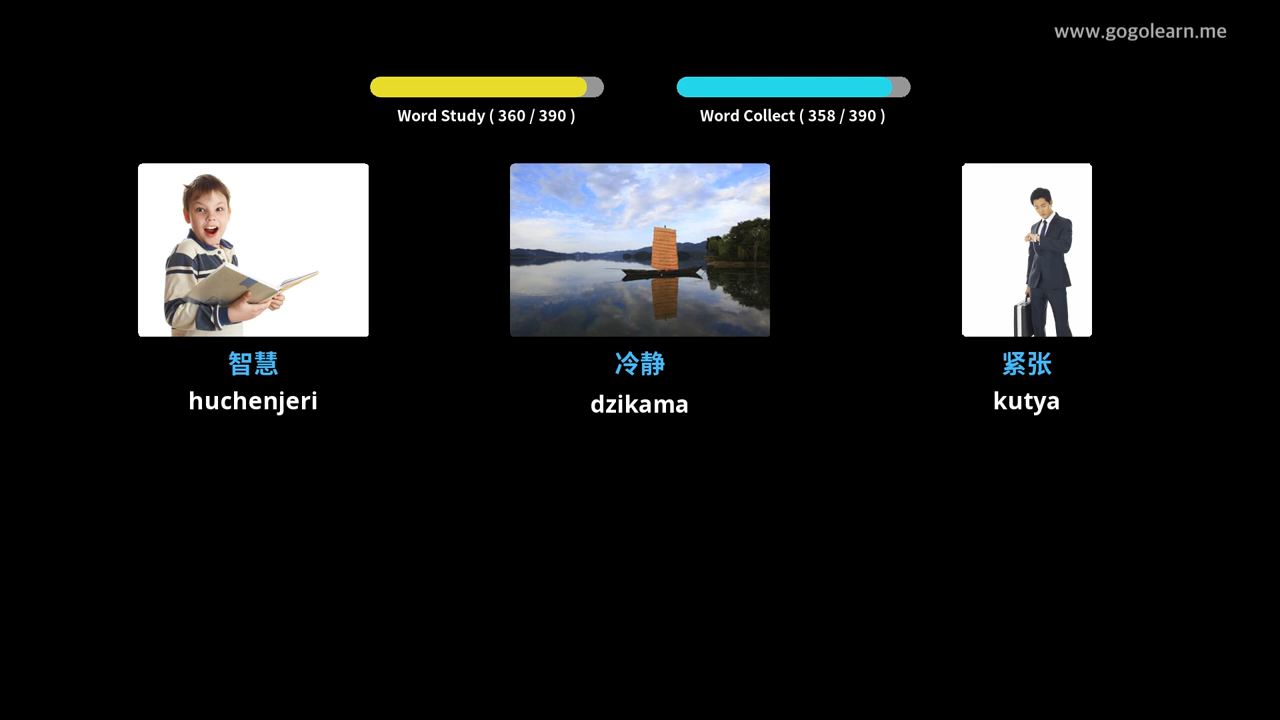 www.gogolearn.me
Word Study ( 360 / 390 )
Word Collect ( 358 / 390 )
智慧
huchenjeri
冷静
dzikama
紧张
kutya